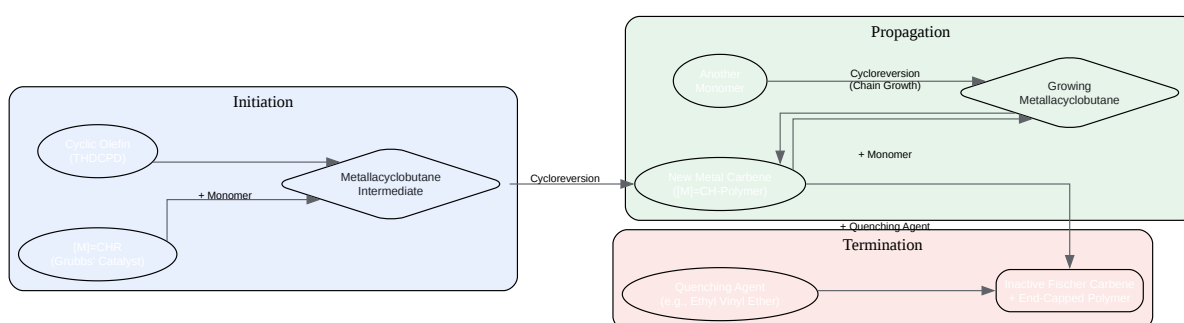 Initiation
Cyclic Olefin
(THDCPD)
+ Monomer
[M]=CHR
(Grubbs' Catalyst)
Metallacyclobutane
Intermediate
Cycloreversion
Propagation
Another
Monomer
Cycloreversion
(Chain Growth)
Growing
Metallacyclobutane
+ Monomer
New Metal Carbene
([M]=CH-Polymer)
+ Quenching Agent
Termination
Quenching Agent
(e.g., Ethyl Vinyl Ether)
Inactive Fischer Carbene
+ End-Capped Polymer